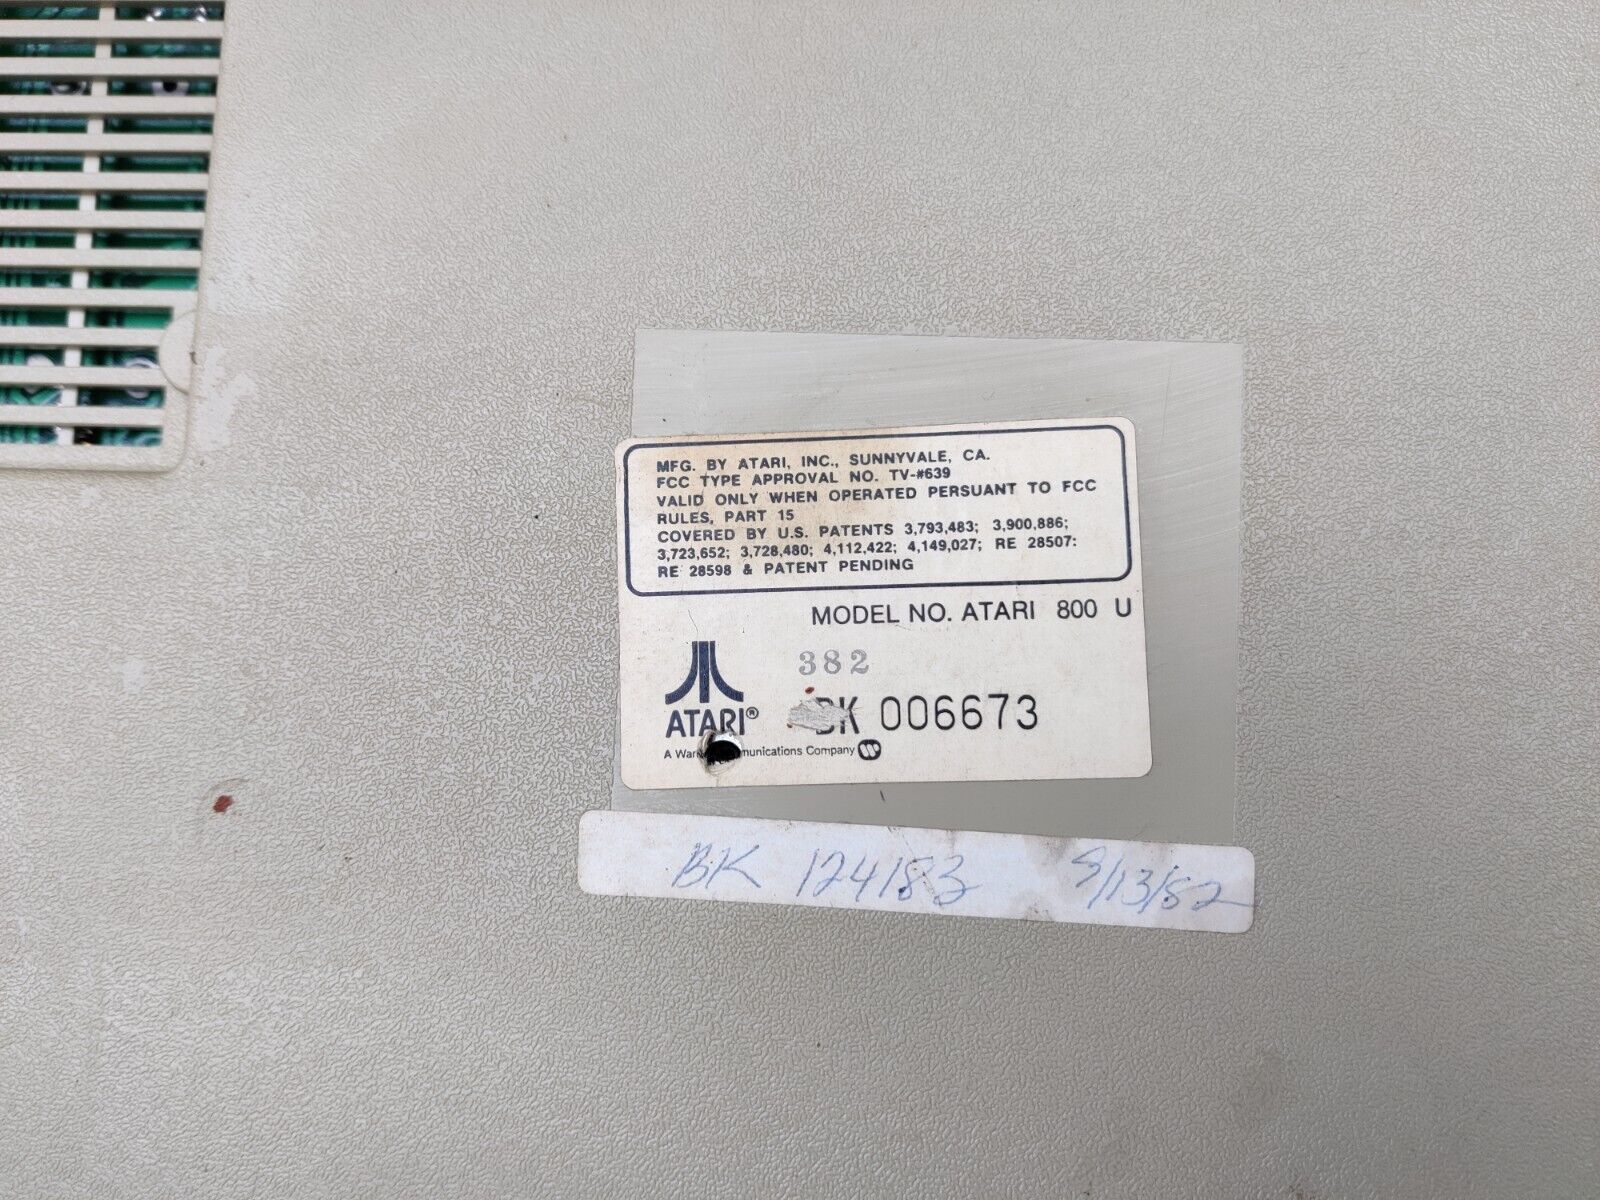 MFG. BY ATARI, INC., SUNNYVALE, CA.
FCC TYPE APPROVAL NO. TV-#639
VALID ONLY WHEN OPERATED PERSUANT TO FCC
RULES, PART 15
COVERED BY U.S. PATENTS 3,793,483; 3,900,886;
3,723,652; 3,728,480; 4,112,422; 4,149,027; RE 28507:
RE 28598 & PATENT PENDING
MODEL NO. ATARI 800 U
382
ATARI®
BK 006673
A Communications Company
BK 124183 9/13/82